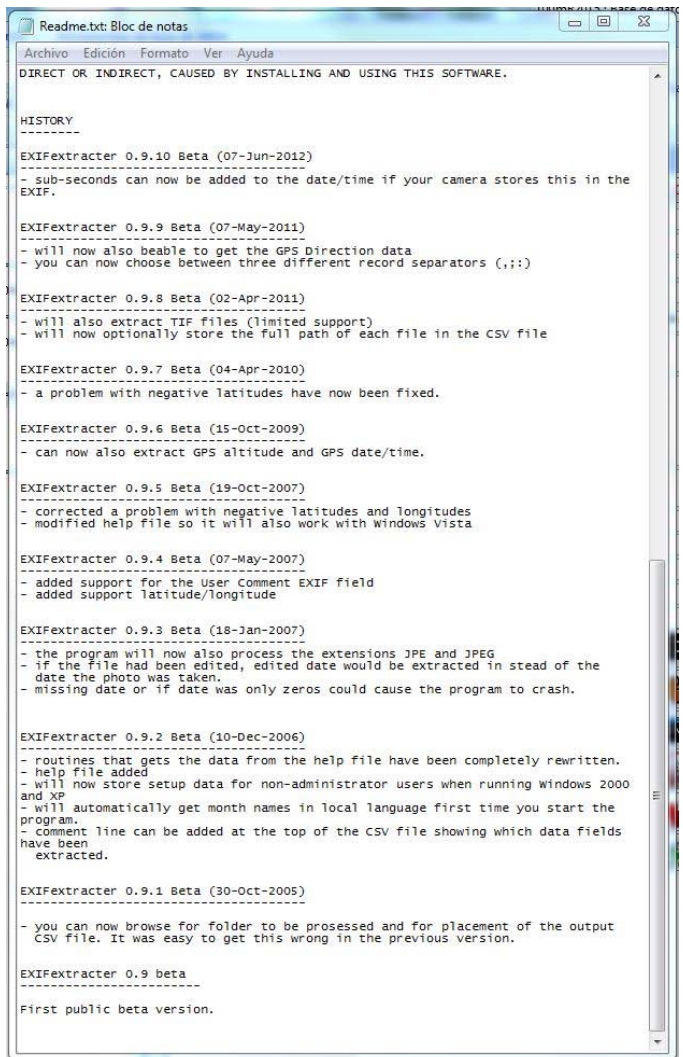 100mB2015 : Base de dato
Readme.txt: Bloc de notas
Archivo Edición Formato Ver Ayuda
DIRECT OR INDIRECT, CAUSED BY INSTALLING AND USING THIS SOFTWARE.
HISTORY
--------
EXIFextracter 0.9.10 Beta (07-Jun-2012)
--------------------------------------
- sub-seconds can now be added to the date/time if your camera stores this in the
EXIF.
EXIFextracter 0.9.9 Beta (07-May-2011)
--------------------------------------
- will now also beable to get the GPS Direction data
- you can now choose between three different record separators (,;:)
EXIFextracter 0.9.8 Beta (02-Apr-2011)
--------------------------------------
- will also extract TIF files (limited support)
- will now optionally store the full path of each file in the CSV file
EXIFextracter 0.9.7 Beta (04-Apr-2010)
--------------------------------------
- a problem with negative latitudes have now been fixed.
EXIFextracter 0.9.6 Beta (15-Oct-2009)
--------------------------------------
- can now also extract GPS altitude and GPS date/time.
EXIFextracter 0.9.5 Beta (19-Oct-2007)
--------------------------------------
- corrected a problem with negative latitudes and longitudes
- modified help file so it will also work with Windows Vista
EXIFextracter 0.9.4 Beta (07-May-2007)
--------------------------------------
- added support for the User Comment EXIF field
- added support latitude/longitude
EXIFextracter 0.9.3 Beta (18-Jan-2007)
--------------------------------------
- the program will now also process the extensions JPE and JPEG
- if the file had been edited, edited date would be extracted in stead of the
date the photo was taken.
- missing date or if date was only zeros could cause the program to crash.
EXIFextracter 0.9.2 Beta (10-Dec-2006)
--------------------------------------
- routines that gets the data from the help file have been completely rewritten.
- help file added
- will now store setup data for non-administrator users when running Windows 2000
and XP
- will automatically get month names in local language first time you start the
program.
- comment line can be added at the top of the CSV file showing which data fields
have been
extracted.
EXIFextracter 0.9.1 Beta (30-Oct-2005)
--------------------------------------
- you can now browse for folder to be prosessed and for placement of the output
CSV file. It was easy to get this wrong in the previous version.
EXIFextracter 0.9 beta
------------------------
First public beta version.